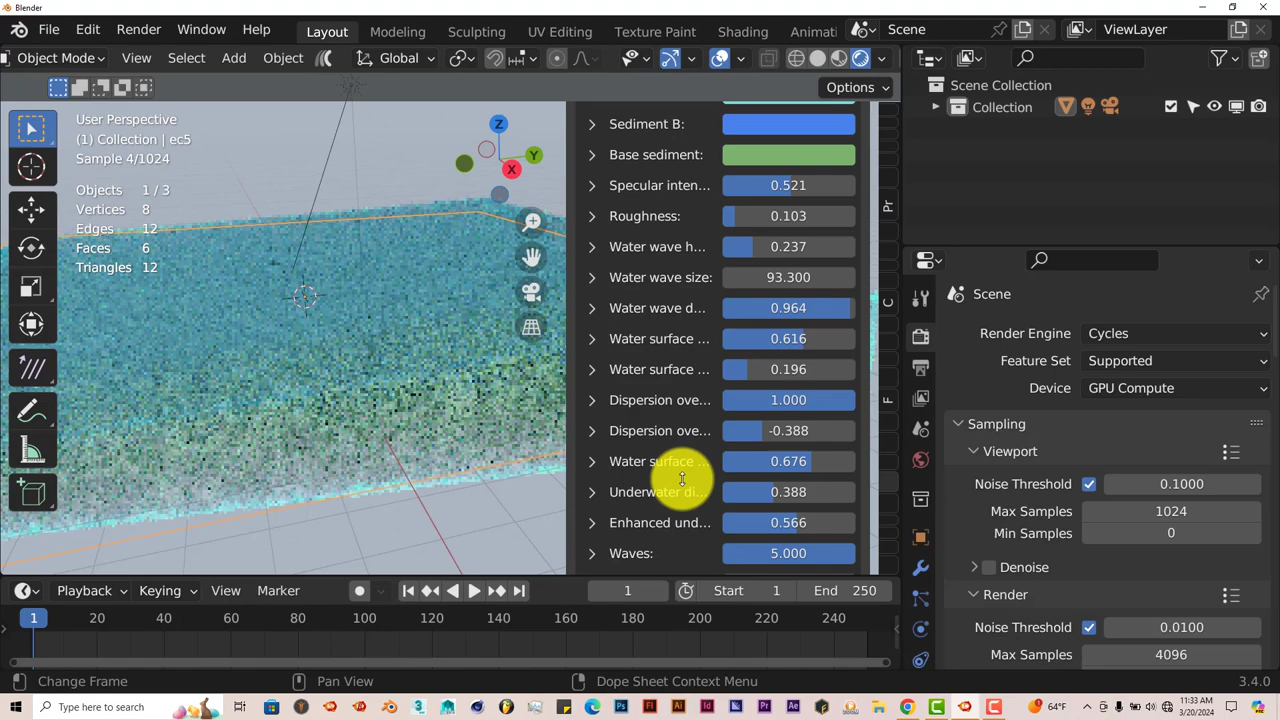 Blender
File Edit Render Window Help Layout Modeling Sculpting UV Editing Texture Paint Shading Animati Scene ViewLayer
Object Mode View Select Add Object Global
Options
User Perspective
(1) Collection | ec5
Sample 4/1024
Objects 1 / 3
Vertices 8
Edges 12
Faces 6
Triangles 12
Z
Y
X
Sediment B:
Base sediment:
Specular inten... 0.521
Roughness: 0.103
Water wave h... 0.237
Water wave size: 93.300
Water wave d... 0.964
Water surface ... 0.616
Water surface ... 0.196
Dispersion ove... 1.000
Dispersion ove... -0.388
Water surface ... 0.676
Underwater di... 0.388
Enhanced und... 0.566
Waves: 5.000
Pr
C
F
Scene Collection
Collection
Scene
Render Engine Cycles
Feature Set Supported
Device GPU Compute
Sampling
Viewport
Noise Threshold 0.1000
Max Samples 1024
Min Samples 0
Denoise
Render
Noise Threshold 0.0100
Max Samples 4096
Playback Keying View Marker 1 Start 1 End 250
1 20 40 60 80 100 120 140 160 180 200 220 240
Change Frame Pan View Dope Sheet Context Menu 3.4.0
Type here to search
64°F
11:33 AM
3/20/2024